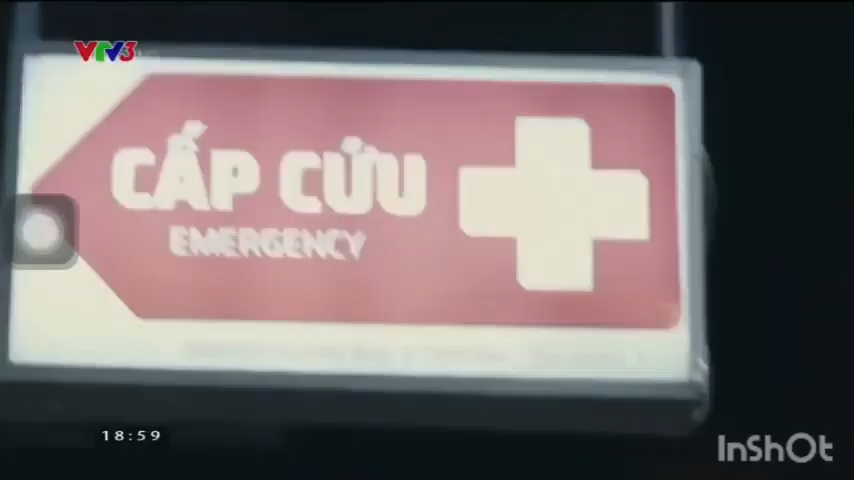 VTV3
CẤP CỨU
EMERGENCY
18:59
InShOt